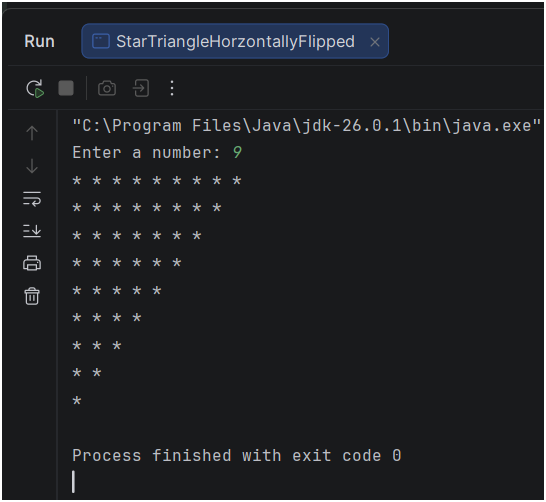 Run StarTriangleHorzontallyFlipped
"C:\Program Files\Java\jdk-26.0.1\bin\java.exe"
Enter a number: 9
* * * * * * * * *
* * * * * * * *
* * * * * * *
* * * * * *
* * * * *
* * * *
* * *
* *
*
Process finished with exit code 0